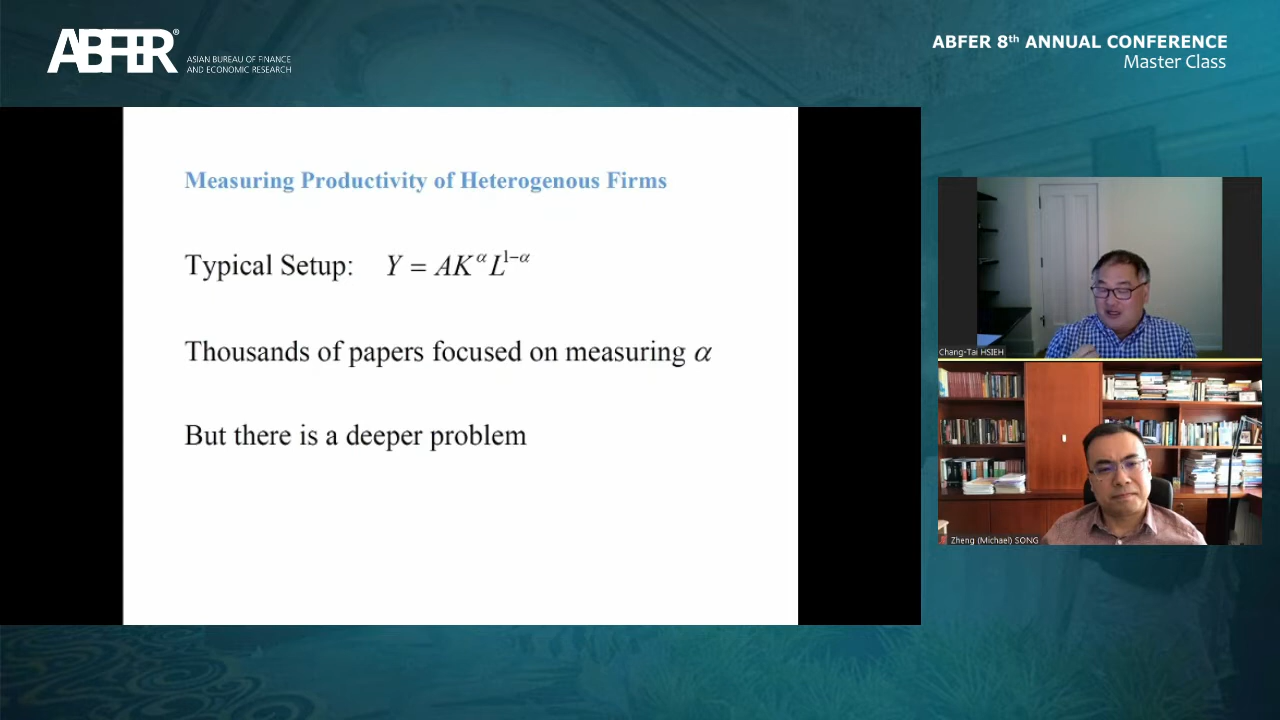 ABFER®
ASIAN BUREAU OF FINANCE
AND ECONOMIC RESEARCH
ABFER 8th ANNUAL CONFERENCE
Master Class
Measuring Productivity of Heterogenous Firms
Typical Setup: Y = AK^α L^{1−α}
Thousands of papers focused on measuring α
But there is a deeper problem
Chang-Tai HSIEH
Zheng (Michael) SONG